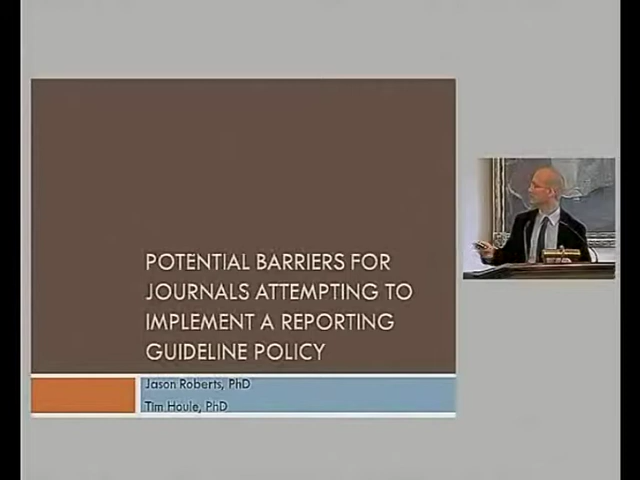 POTENTIAL BARRIERS FOR
JOURNALS ATTEMPTING TO
IMPLEMENT A REPORTING
GUIDELINE POLICY
Jason Roberts, PhD
Tim Houle, PhD